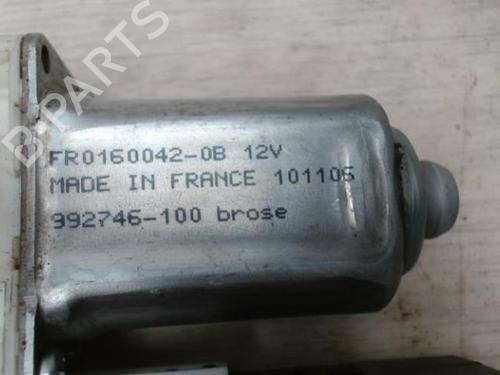 B-PARTS
FR0160042-0B 12V
MADE IN FRANCE 101105
992746-100 brose